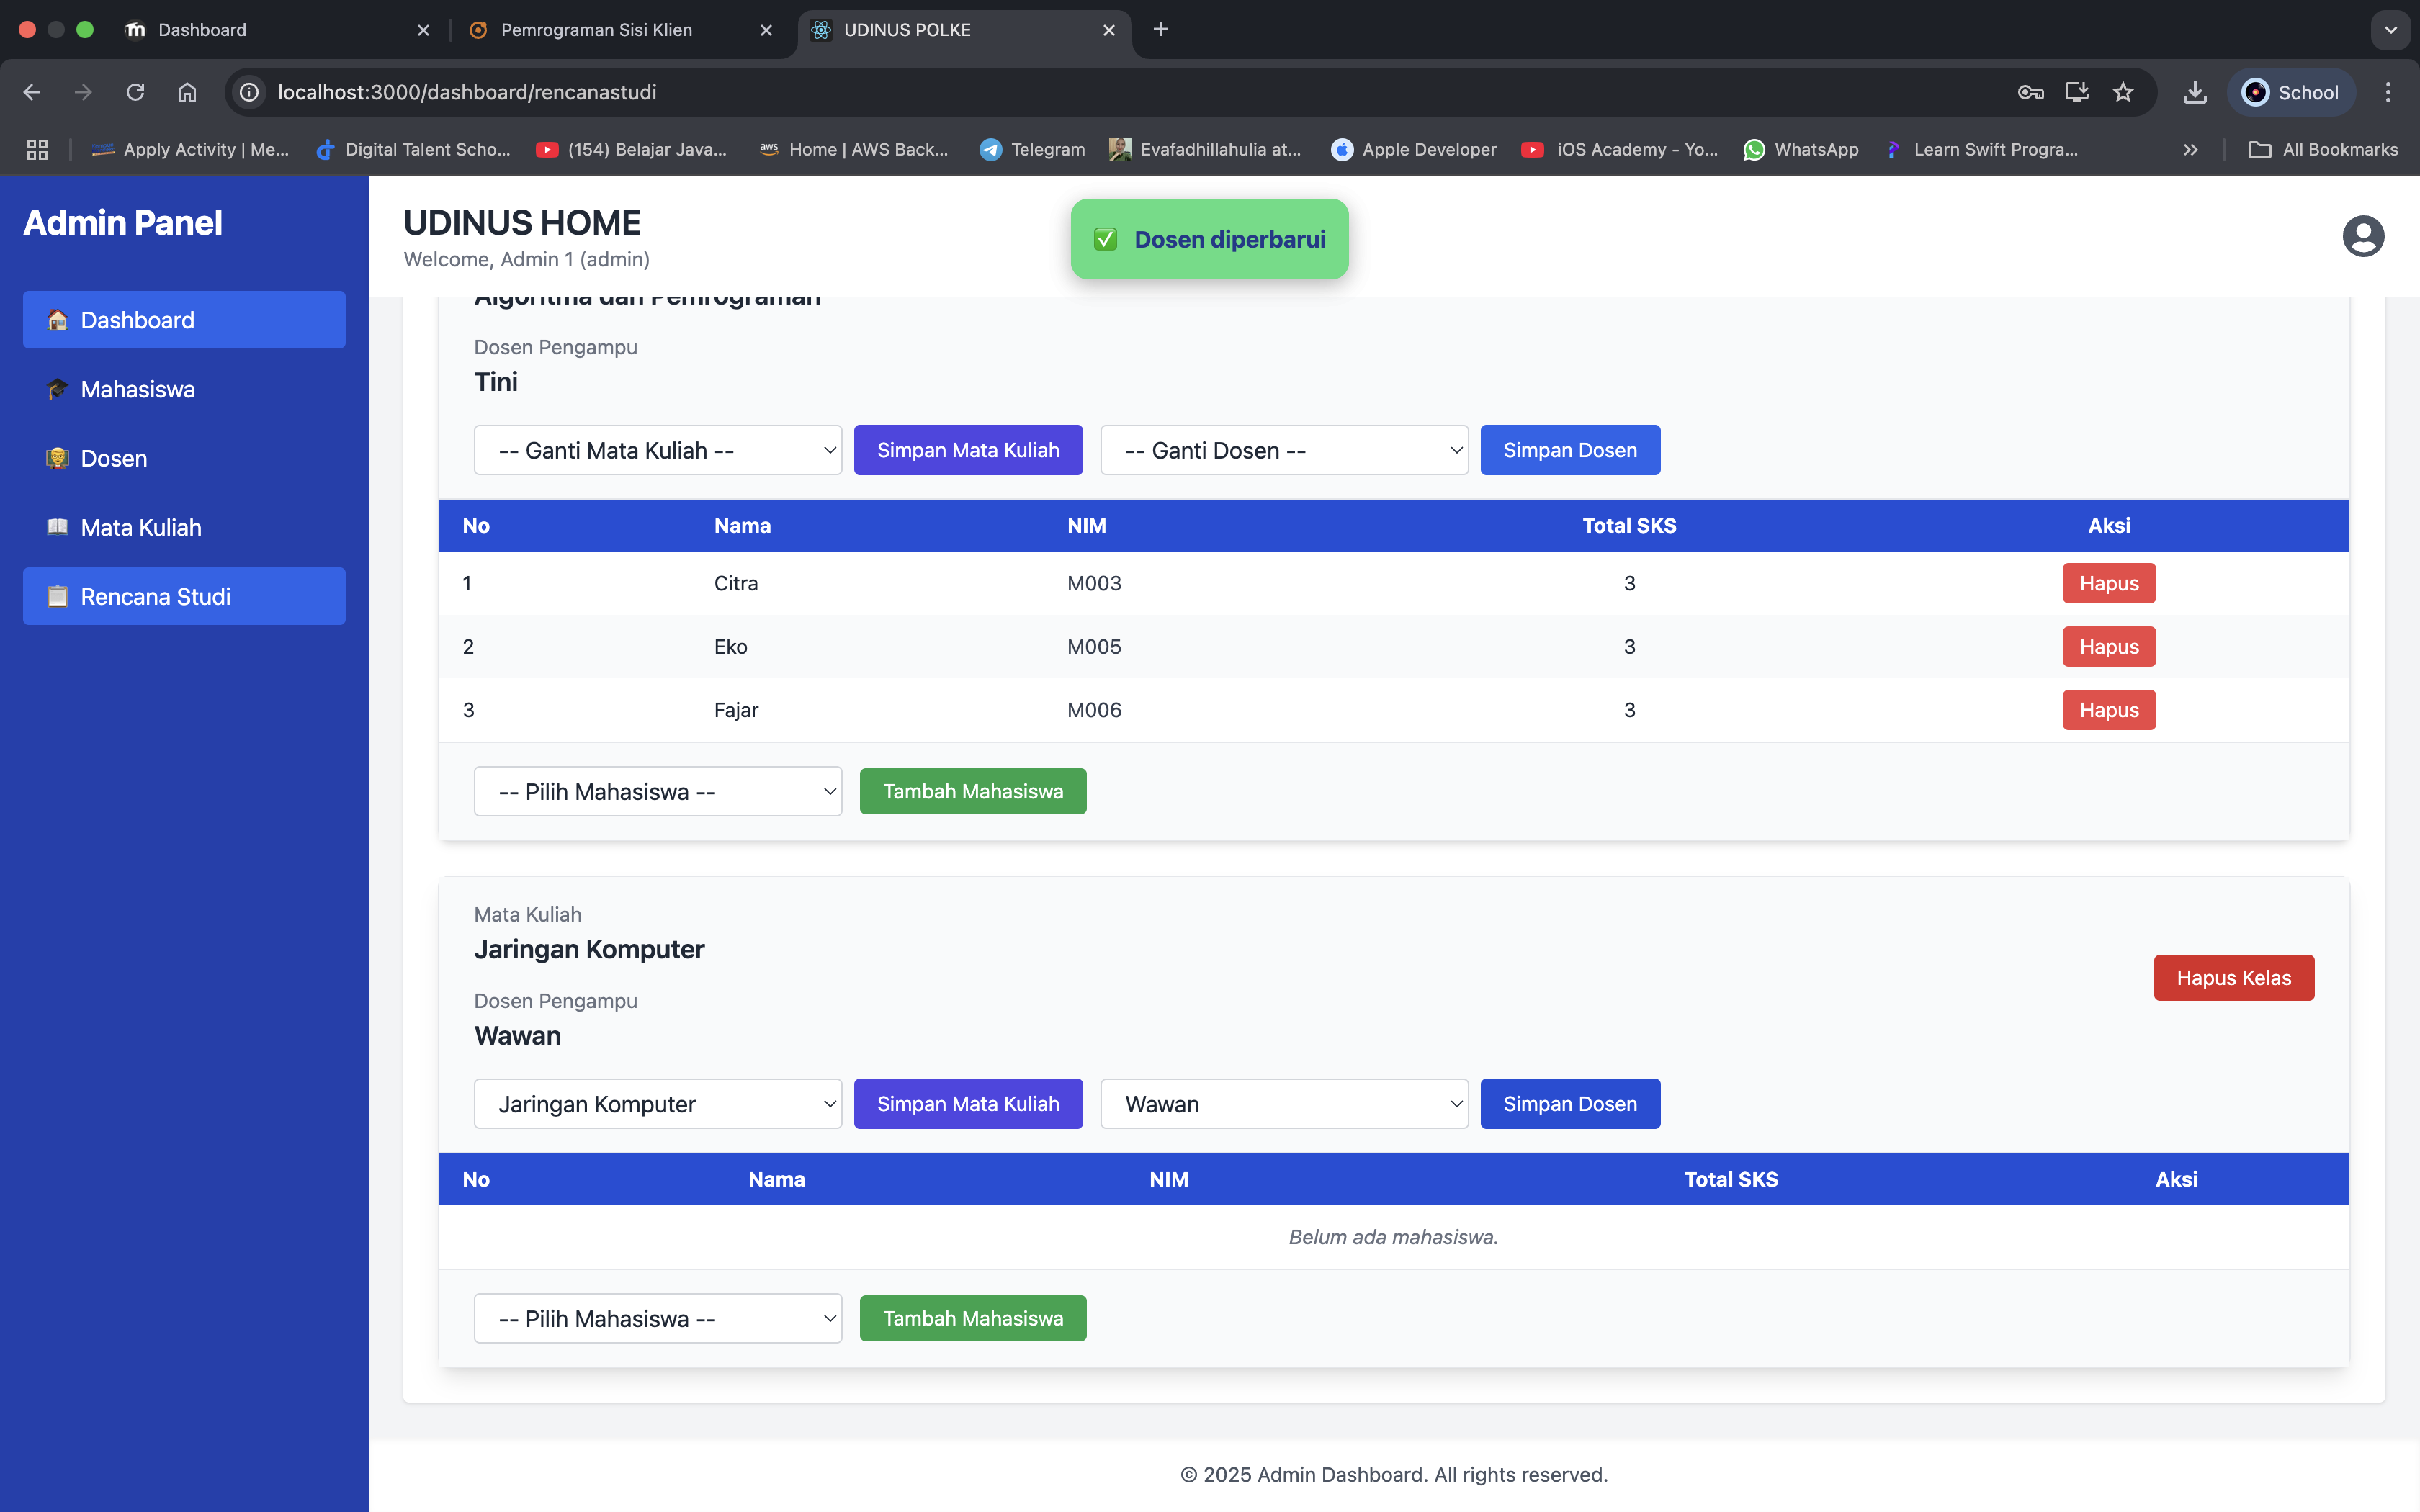 Dashboard
Pemrograman Sisi Klien
UDINUS POLKE
localhost:3000/dashboard/rencanastudi
School
Apply Activity | Me...
Digital Talent Scho...
(154) Belajar Java...
aws
Home | AWS Back...
Telegram
Evafadhillahulia at...
Apple Developer
iOS Academy - Yo...
WhatsApp
Learn Swift Progra...
All Bookmarks
Admin Panel
Dashboard
Mahasiswa
Dosen
Mata Kuliah
Rencana Studi
UDINUS HOME
Welcome, Admin 1 (admin)
Dosen diperbarui
Algoritma dan Pemrograman
Dosen Pengampu
Tini
-- Ganti Mata Kuliah --
Simpan Mata Kuliah
-- Ganti Dosen --
Simpan Dosen
No Nama NIM Total SKS Aksi
1 Citra M003 3 Hapus
2 Eko M005 3 Hapus
3 Fajar M006 3 Hapus
-- Pilih Mahasiswa --
Tambah Mahasiswa
Mata Kuliah
Jaringan Komputer
Hapus Kelas
Dosen Pengampu
Wawan
Jaringan Komputer
Simpan Mata Kuliah
Wawan
Simpan Dosen
No Nama NIM Total SKS Aksi
Belum ada mahasiswa.
-- Pilih Mahasiswa --
Tambah Mahasiswa
© 2025 Admin Dashboard. All rights reserved.